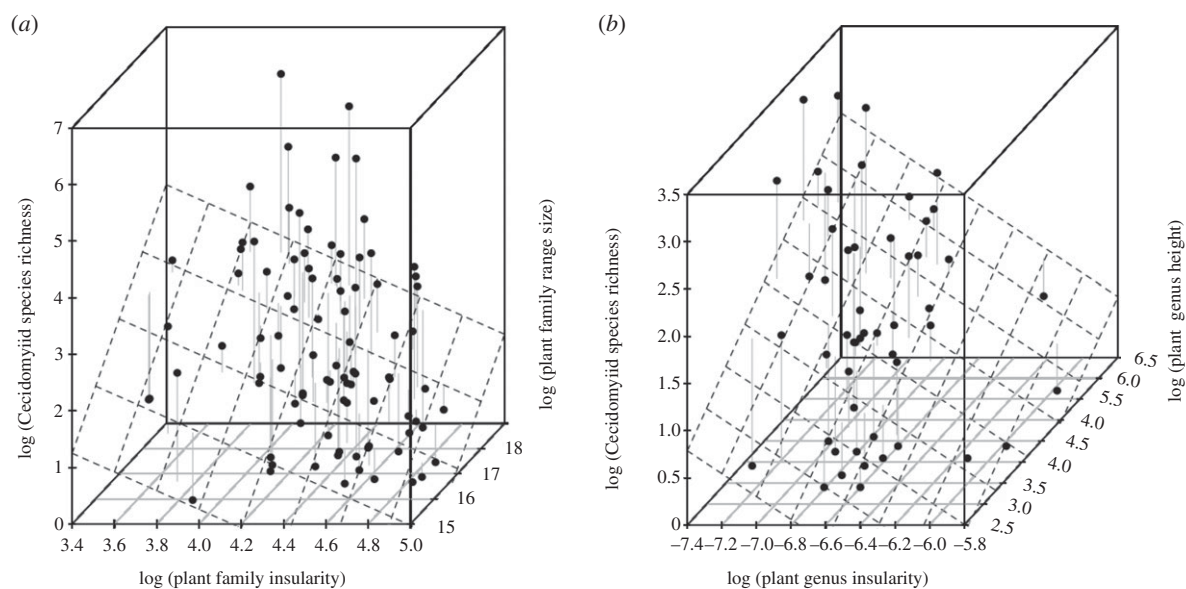 (a)
log (Cecidomyiid species richness)
7
6
5
4
3
2
1
0
3.4 3.6 3.8 4.0 4.2 4.4 4.6 4.8 5.0
log (plant family insularity)
15
16
17
18
log (plant family range size)
(b)
log (Cecidomyiid species richness)
3.5
3.0
2.5
2.0
1.5
1.0
0.5
0
−7.4 −7.2 −7.0 −6.8 −6.6 −6.4 −6.2 −6.0 −5.8
log (plant genus insularity)
2.5
3.0
3.5
4.0
4.5
4.0
5.5
6.0
6.5
log (plant genus height)